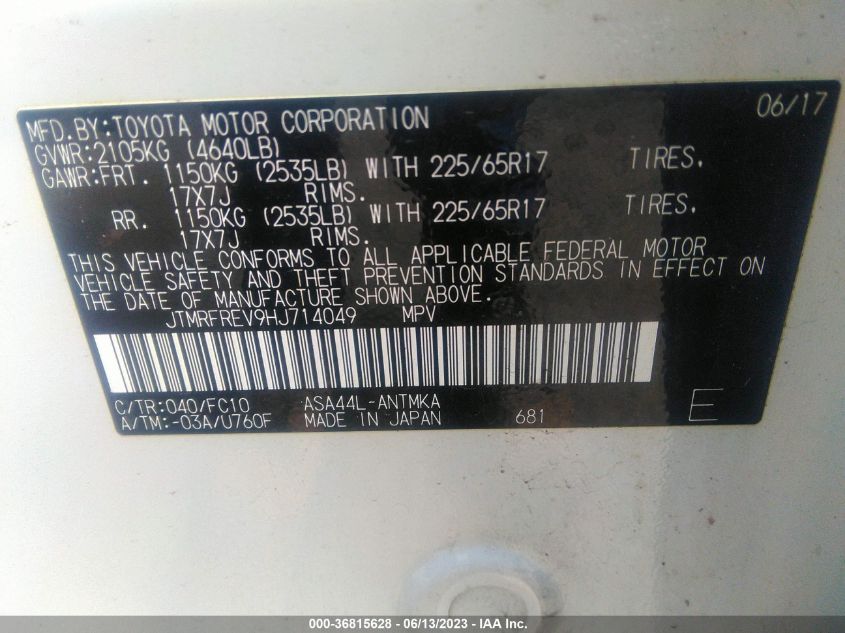 06/17
MFD.BY:TOYOTA MOTOR CORPORATION
GVWR:2105KG (4640LB)
GAWR:FRT. 1150KG (2535LB) WITH 225/65R17 TIRES.
17X7J RIMS.
RR. 1150KG (2535LB) WITH 225/65R17 TIRES.
17X7J RIMS.
THIS VEHICLE CONFORMS TO ALL APPLICABLE FEDERAL MOTOR
VEHICLE SAFETY AND THEFT PREVENTION STANDARDS IN EFFECT ON
THE DATE OF MANUFACTURE SHOWN ABOVE.
JTMRFREV9HJ714049 MPV
C/TR:040/FC10 ASA44L-ANTMKA
A/TM:-03A/U760F MADE IN JAPAN 681 E
000-36815628 - 06/13/2023 - IAA Inc.